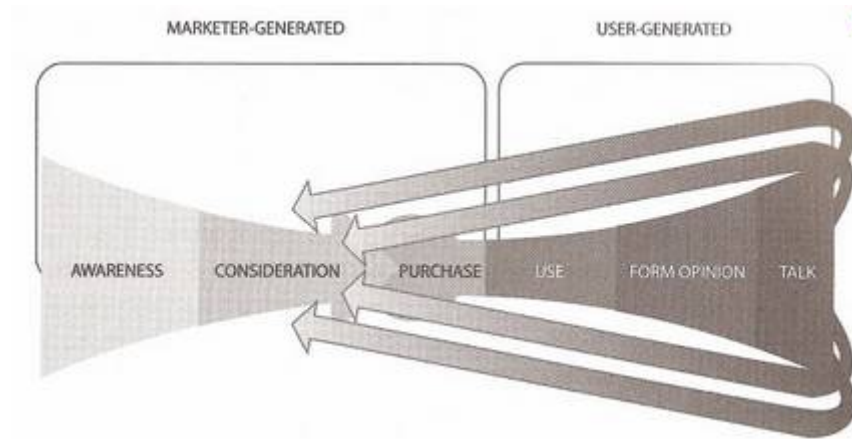 MARKETER-GENERATED USER-GENERATED
AWARENESS CONSIDERATION PURCHASE USE FORM OPINION TALK